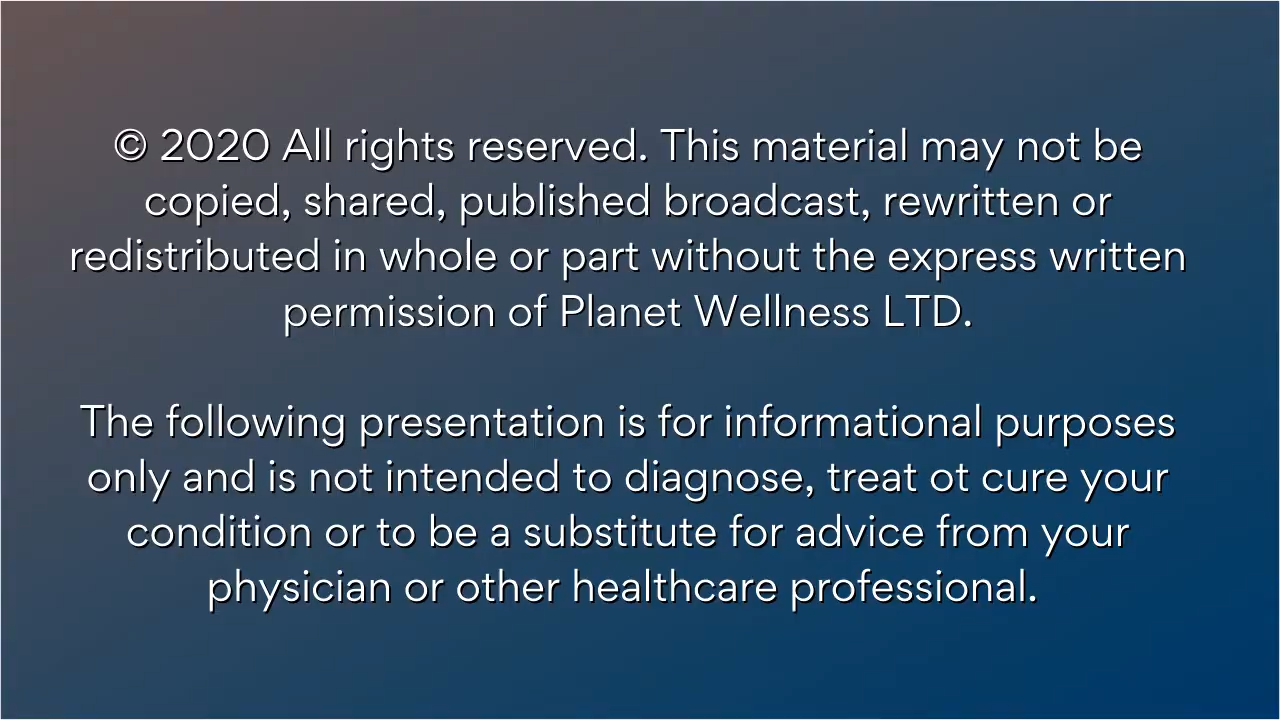 © 2020 All rights reserved. This material may not be
copied, shared, published broadcast, rewritten or
redistributed in whole or part without the express written
permission of Planet Wellness LTD.
The following presentation is for informational purposes
only and is not intended to diagnose, treat ot cure your
condition or to be a substitute for advice from your
physician or other healthcare professional.